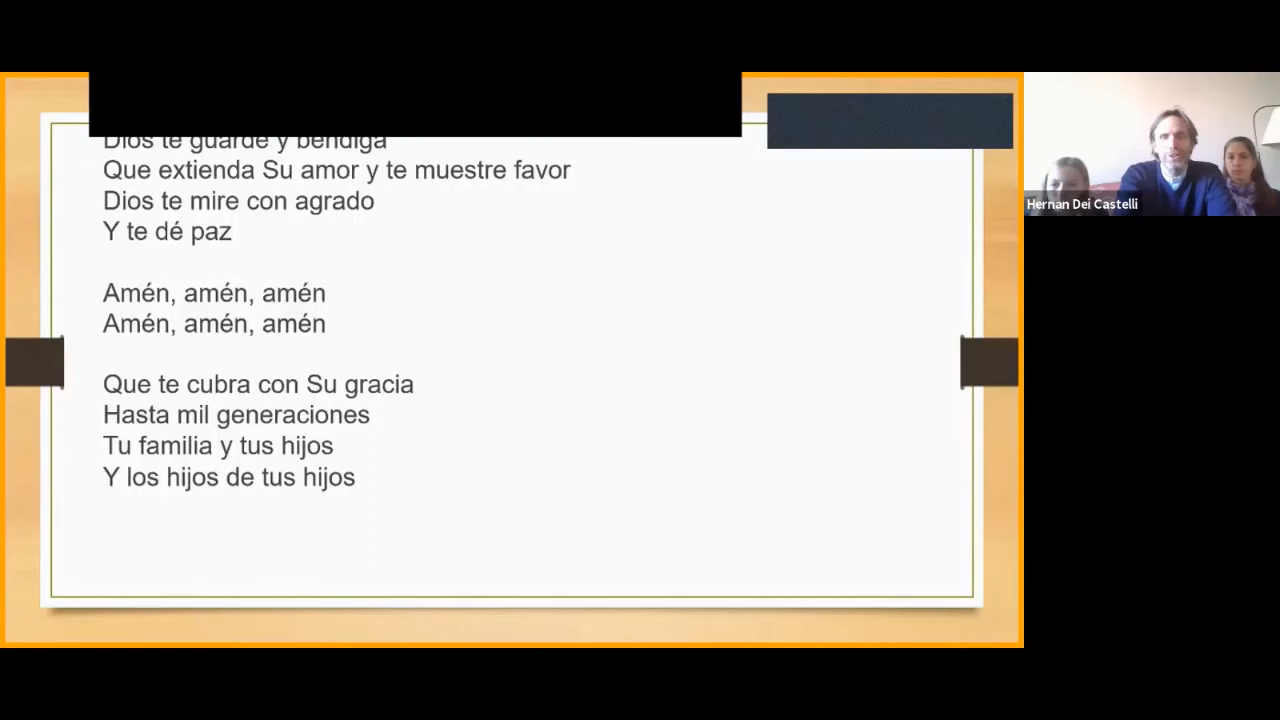 Dios te guarde y bendiga
Que extienda Su amor y te muestre favor
Dios te mire con agrado
Y te dé paz
Amén, amén, amén
Amén, amén, amén
Que te cubra con Su gracia
Hasta mil generaciones
Tu familia y tus hijos
Y los hijos de tus hijos
Hernan Dei Castelli